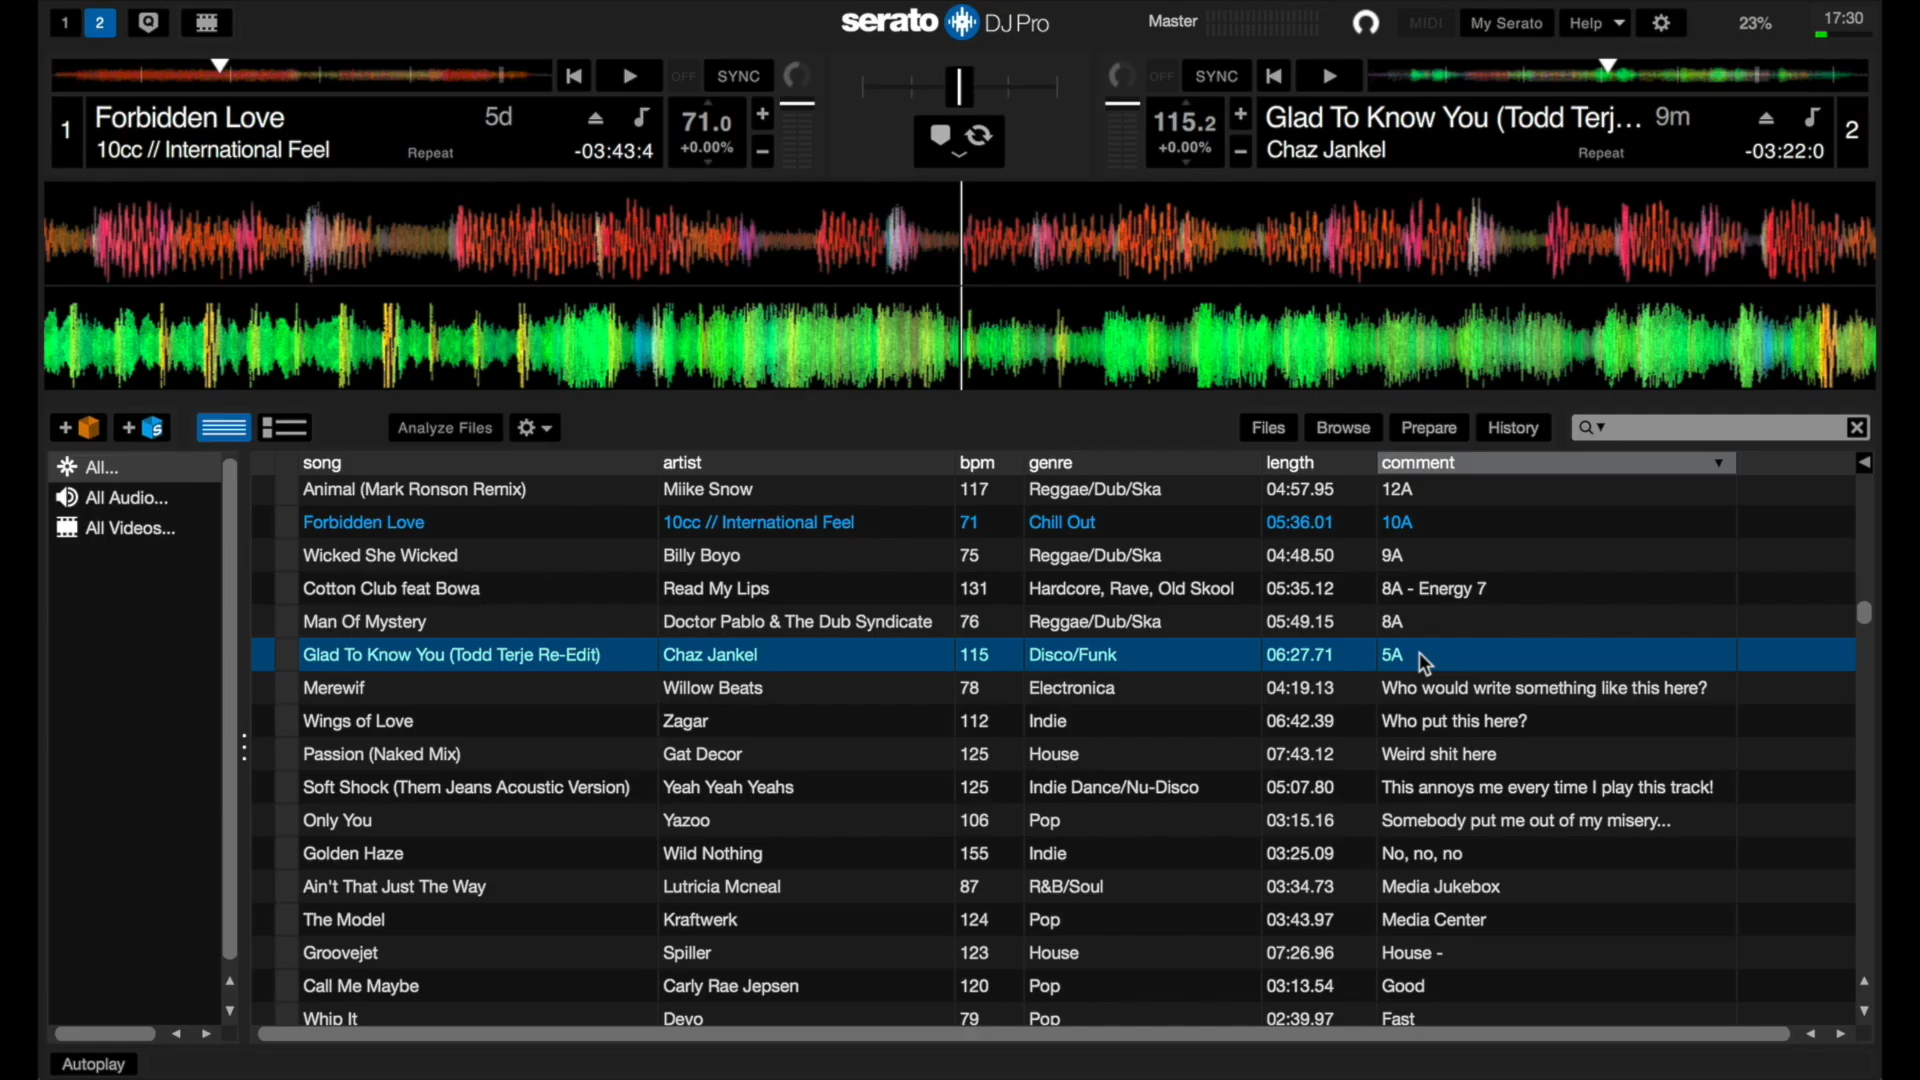 1 2 serato DJ Pro Master MIDI My Serato Help 23% 17:30
OFF SYNC OFF SYNC
1 Forbidden Love 5d 71.0 115.2 Glad To Know You (Todd Terj... 9m 2
10cc // International Feel Repeat -03:43:4 +0.00% +0.00% Chaz Jankel Repeat -03:22:0
Analyze Files Files Browse Prepare History
All...
All Audio...
All Videos...
song artist bpm genre length comment
Animal (Mark Ronson Remix) Miike Snow 117 Reggae/Dub/Ska 04:57.95 12A
Forbidden Love 10cc // International Feel 71 Chill Out 05:36.01 10A
Wicked She Wicked Billy Boyo 75 Reggae/Dub/Ska 04:48.50 9A
Cotton Club feat Bowa Read My Lips 131 Hardcore, Rave, Old Skool 05:35.12 8A - Energy 7
Man Of Mystery Doctor Pablo & The Dub Syndicate 76 Reggae/Dub/Ska 05:49.15 8A
Glad To Know You (Todd Terje Re-Edit) Chaz Jankel 115 Disco/Funk 06:27.71 5A
Merewif Willow Beats 78 Electronica 04:19.13 Who would write something like this here?
Wings of Love Zagar 112 Indie 06:42.39 Who put this here?
Passion (Naked Mix) Gat Decor 125 House 07:43.12 Weird shit here
Soft Shock (Them Jeans Acoustic Version) Yeah Yeah Yeahs 125 Indie Dance/Nu-Disco 05:07.80 This annoys me every time I play this track!
Only You Yazoo 106 Pop 03:15.16 Somebody put me out of my misery...
Golden Haze Wild Nothing 155 Indie 03:25.09 No, no, no
Ain't That Just The Way Lutricia Mcneal 87 R&B/Soul 03:34.73 Media Jukebox
The Model Kraftwerk 124 Pop 03:43.97 Media Center
Groovejet Spiller 123 House 07:26.96 House -
Call Me Maybe Carly Rae Jepsen 120 Pop 03:13.54 Good
Whip It Devo 79 Pop 02:39.97 Fast
Autoplay